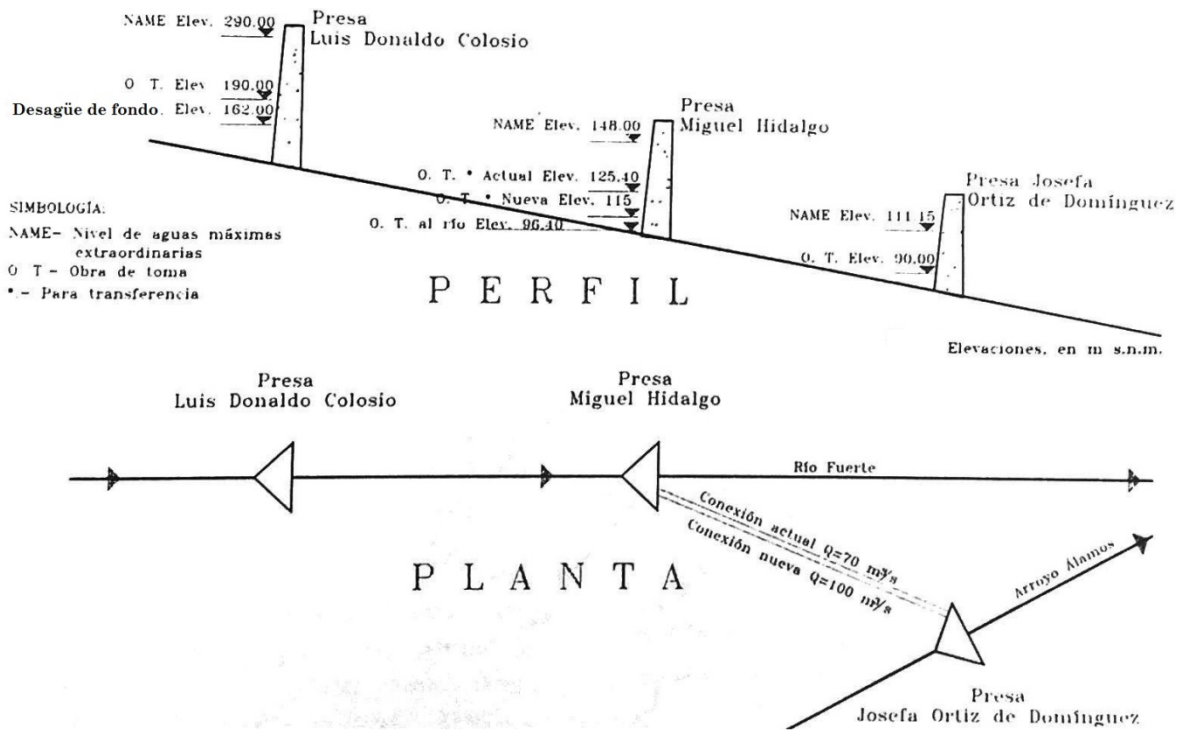 NAME Elev. 290.00
Presa
Luis Donaldo Colosio
O T. Elev 190.00
Desagüe de fondo. Elev. 162.00
NAME Elev. 148.00
Presa
Miguel Hidalgo
O. T. * Actual Elev. 125.40
O. T. * Nueva Elev. 115
O. T. al río Elev. 96.40
Presa Josefa
Ortiz de Domínguez
NAME Elev. 111.15
O. T. Elev. 90.00
SIMBOLOGÍA:
NAME- Nivel de aguas máximas
extraordinarias
O T - Obra de toma
*.- Para transferencia
PERFIL
Elevaciones, en m s.n.m.
Presa
Luis Donaldo Colosio
Presa
Miguel Hidalgo
Río Fuerte
Conexión actual Q=70 m³/s
Conexión nueva Q=100 m³/s
PLANTA
Arroyo Álamos
Presa
Josefa Ortiz de Domínguez